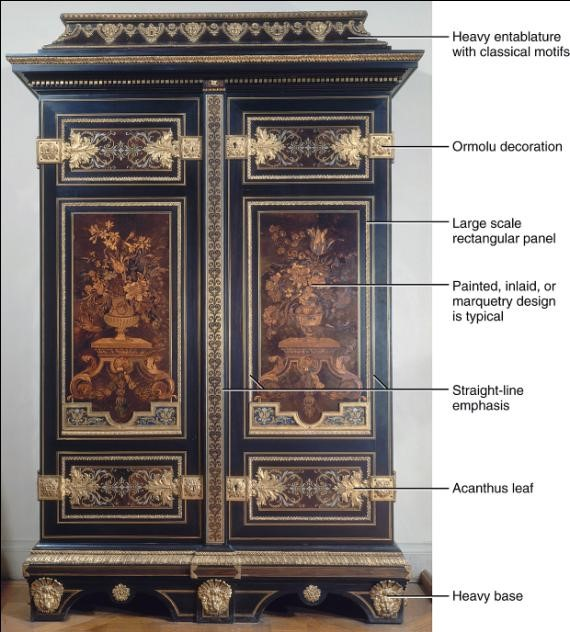 Heavy entablature
with classical motifs
Ormolu decoration
Large scale
rectangular panel
Painted, inlaid, or
marquetry design
is typical
Straight-line
emphasis
Acanthus leaf
Heavy base